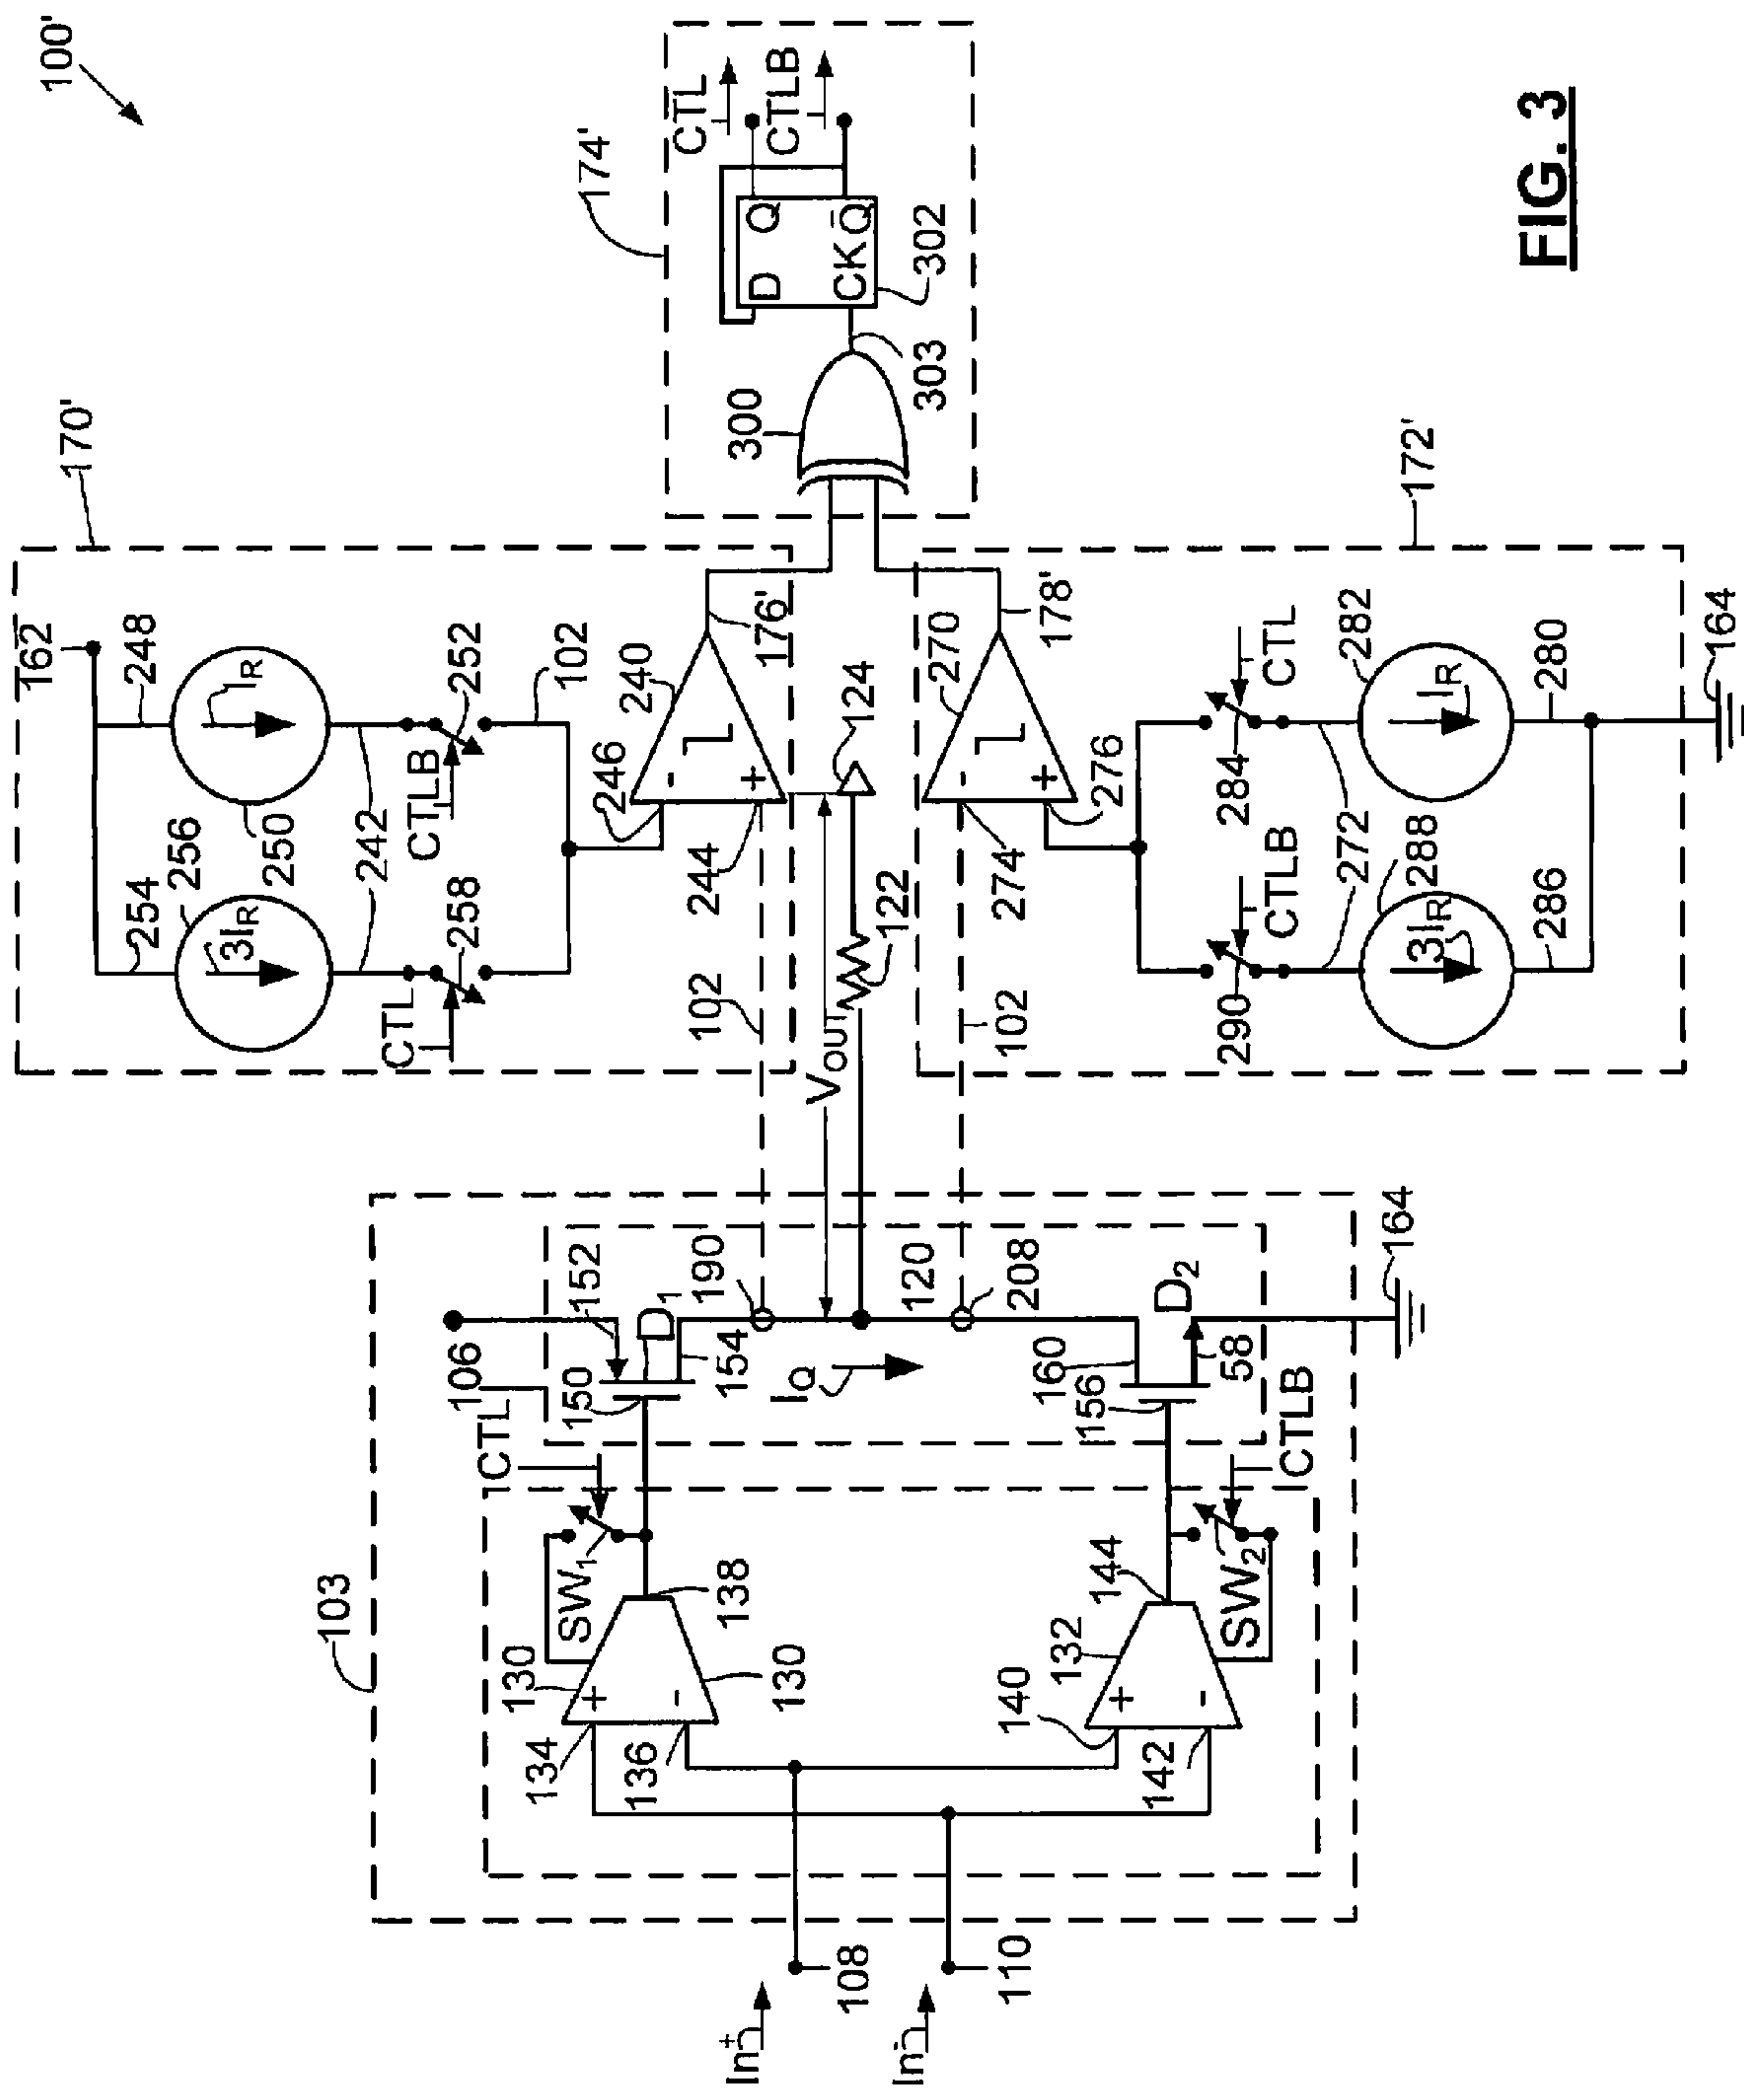 100'
170'
162
248
254
256
3I_R
I_R
250
242
CTLB
252
CTL
258
102
246
240
244
176'
102
V_OUT
122
124
174'
CTL
CTLB
D Q
CK Q̅
302
300
303
270
178'
274
276
102
284
CTL
290
CTLB
272
282
I_R
288
3I_R
280
286
164
172'
103
106
CTL
152
150
D_1
154
190
120
208
I_Q
160
D_2
156
58
CTLB
164
SW_1
130
+
-
138
130
134
136
132
+
-
144
SW_2
140
142
In+
108
In-
110
FIG. 3